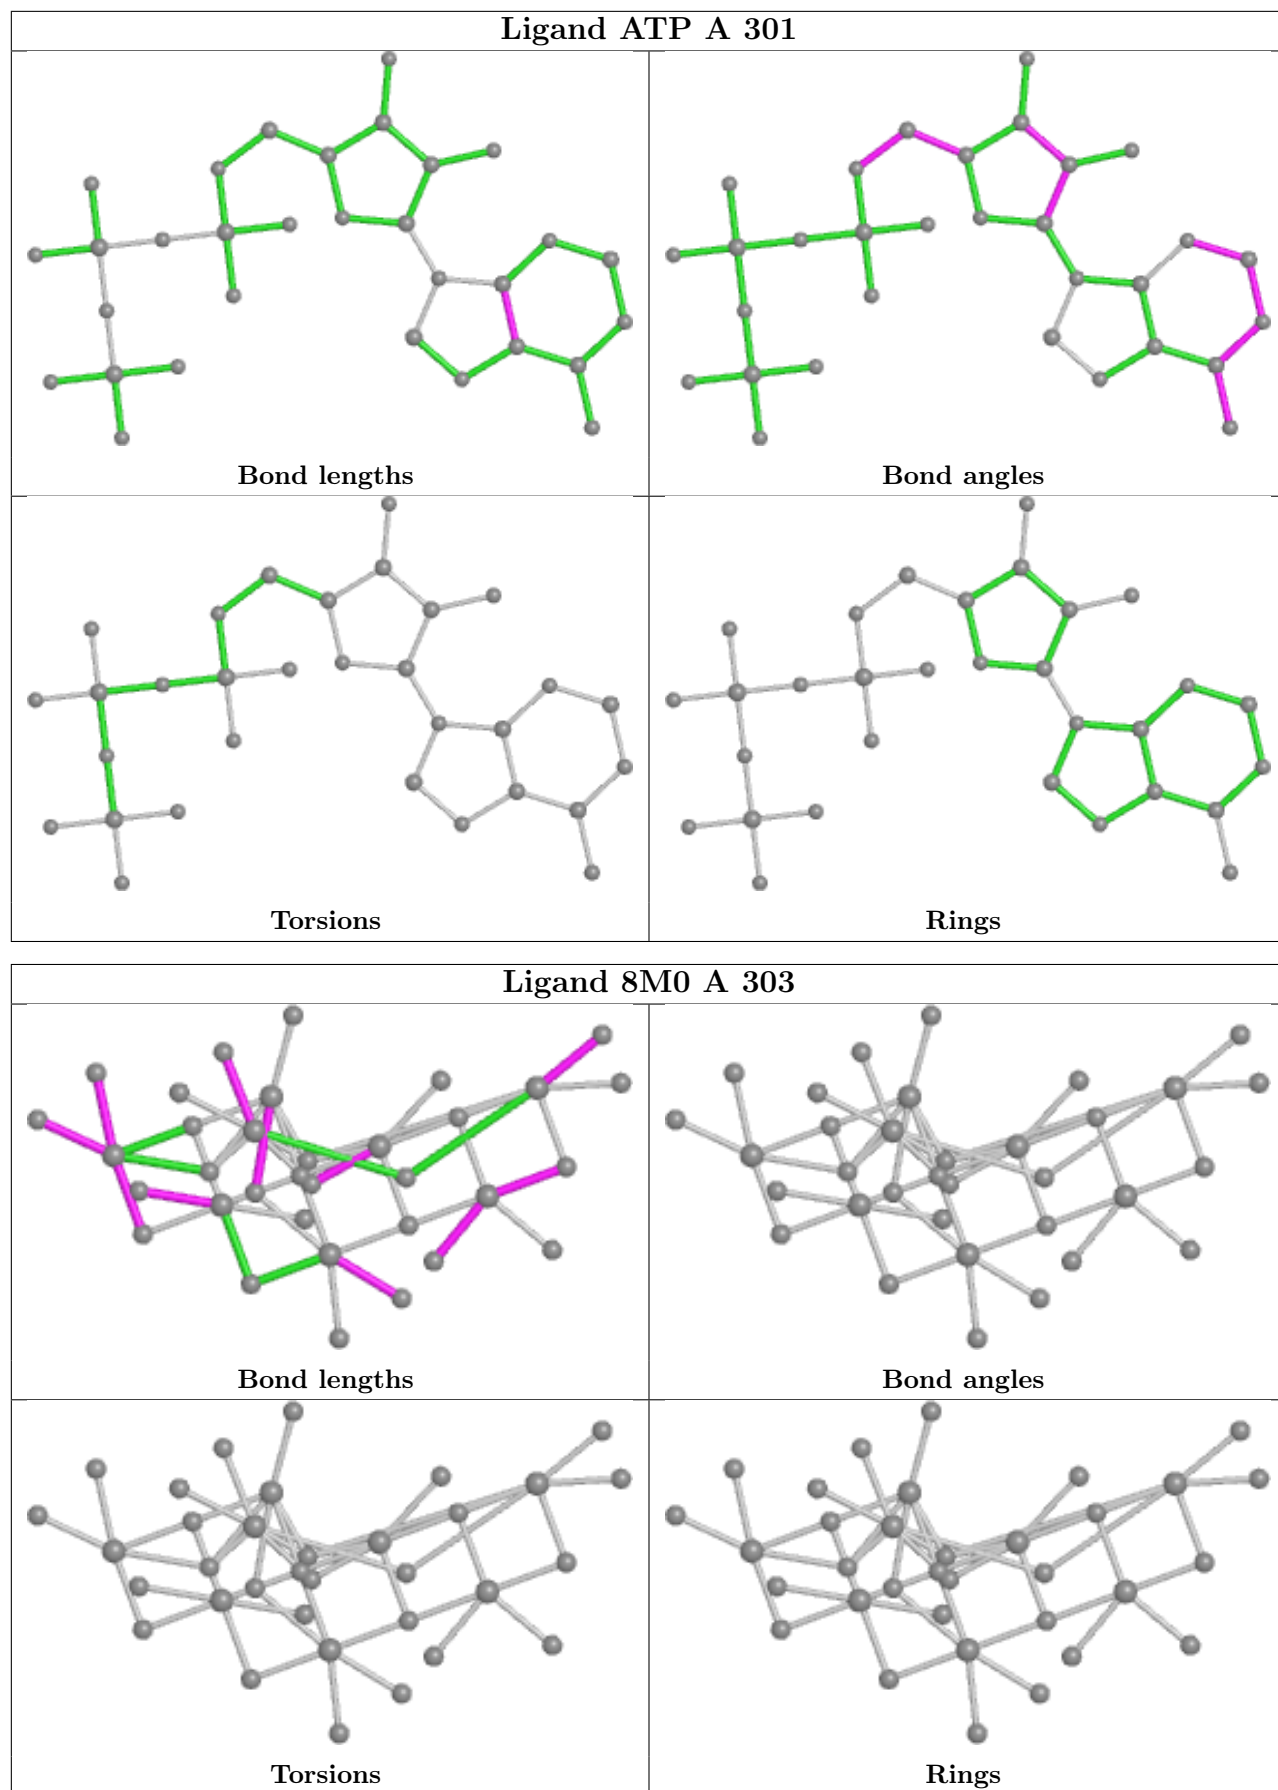 Ligand ATP A 301
Bond lengths
Bond angles
Torsions
Rings
Ligand 8M0 A 303
Bond lengths
Bond angles
Torsions
Rings